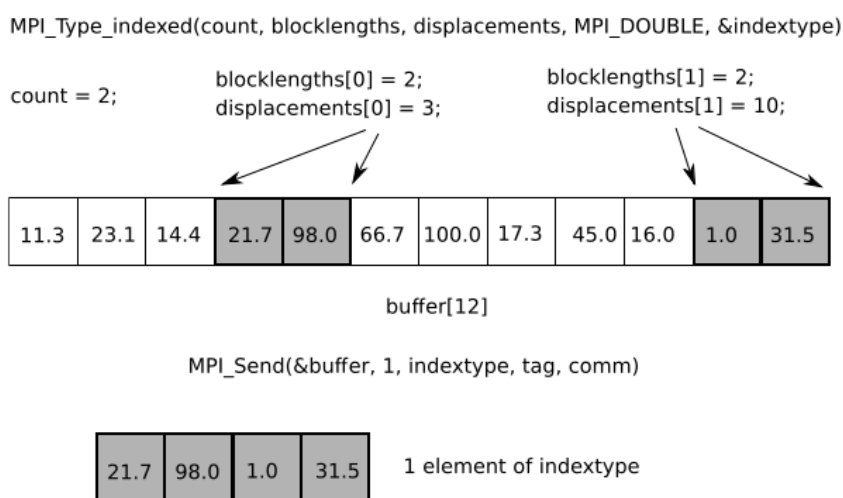 MPI_Type_indexed(count, blocklengths, displacements, MPI_DOUBLE, &indextype)
count = 2;
blocklengths[0] = 2;
displacements[0] = 3;
blocklengths[1] = 2;
displacements[1] = 10;
11.3 23.1 14.4 21.7 98.0 66.7 100.0 17.3 45.0 16.0 1.0 31.5
buffer[12]
MPI_Send(&buffer, 1, indextype, tag, comm)
21.7 98.0 1.0 31.5 1 element of indextype